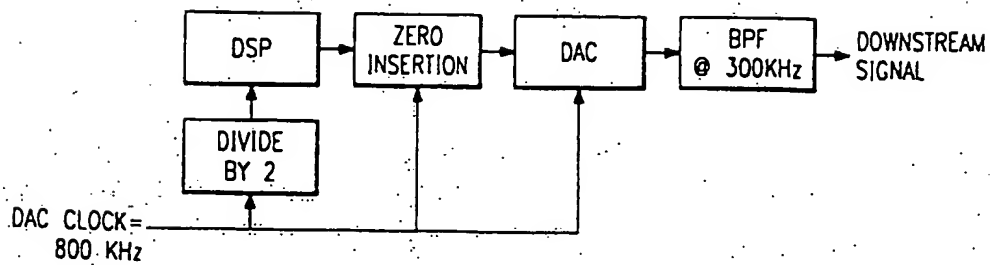 DSP
ZERO
INSERTION
DAC
BPF
@ 300KHz
DOWNSTREAM
SIGNAL
DIVIDE
BY 2
DAC CLOCK=
800 KHz